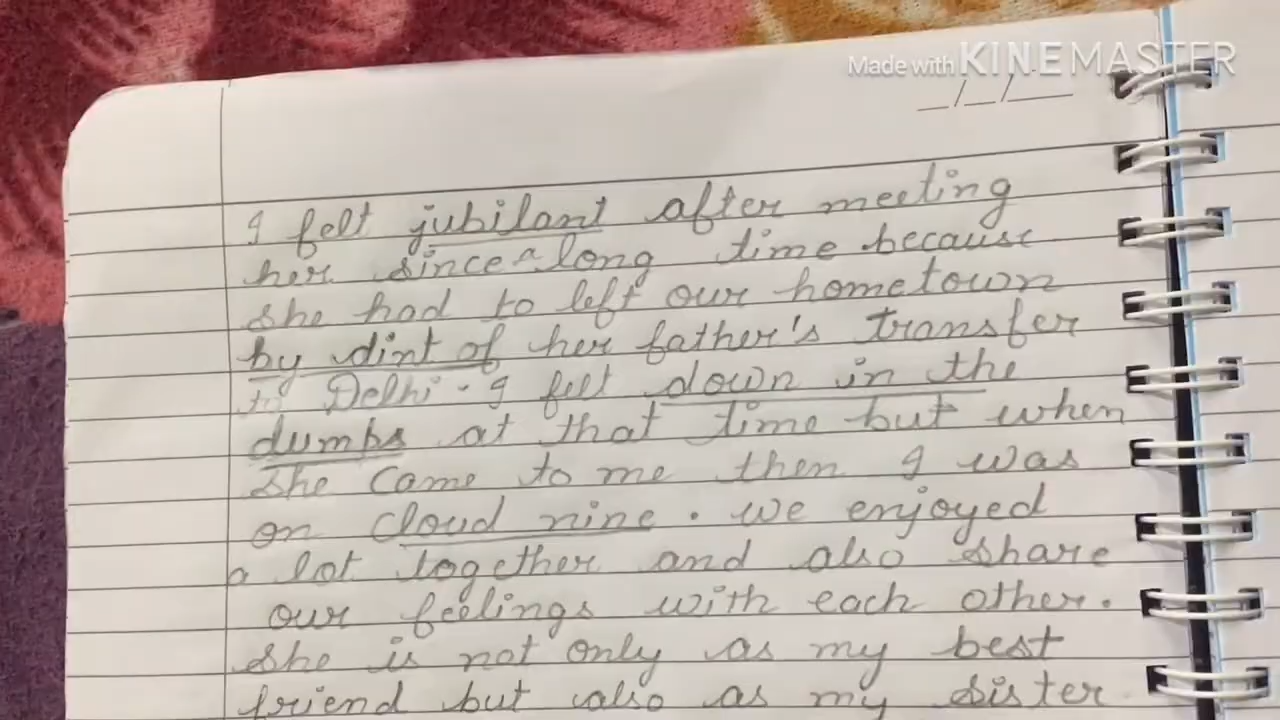 Made with KINEMASTER
_/_/__
I felt jubilant after meeting
her since a long time because
she had to left our hometown
by dint of her father's transfer
to Delhi. I felt down in the
dumbs at that time but when
she came to me then I was
on cloud nine. We enjoyed
a lot together and also share
our feelings with each other.
She is not only as my best
friend but also as my sister